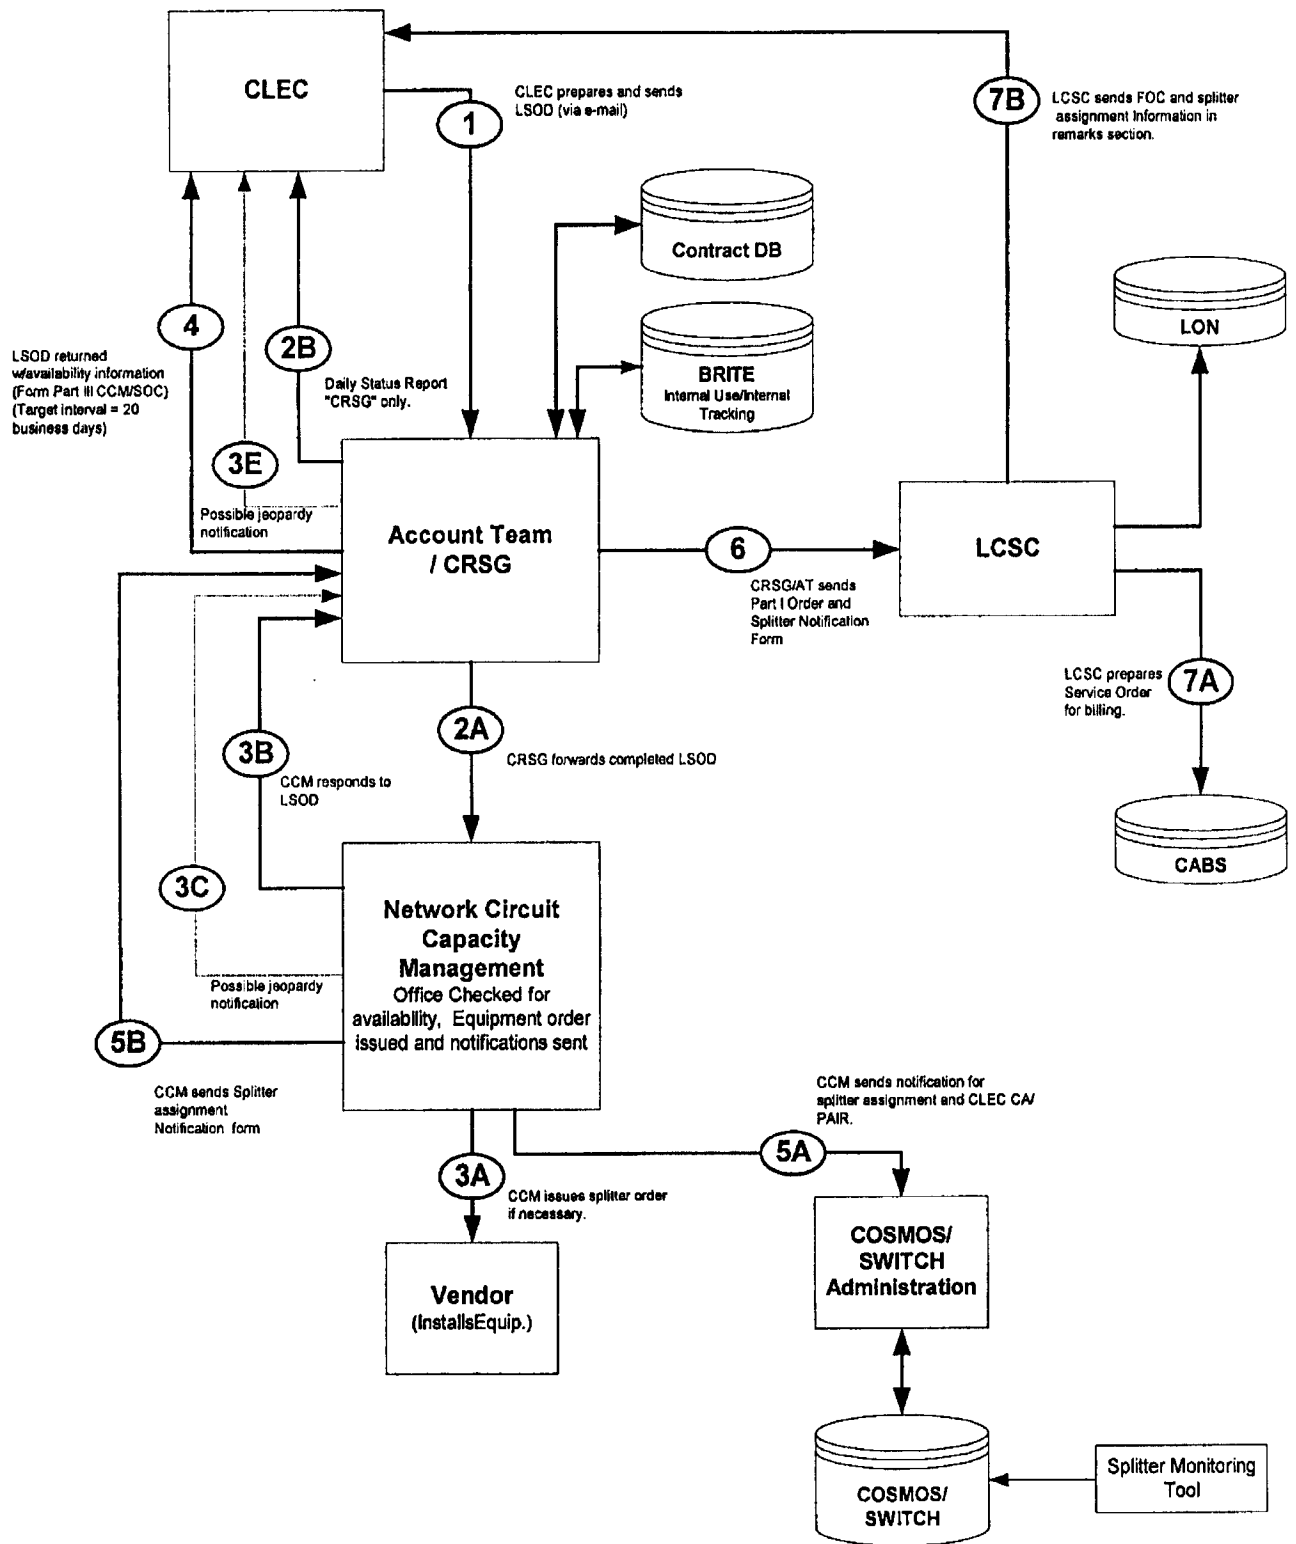 CLEC
1
CLEC prepares and sends
LSOD (via e-mail)
7B
LCSC sends FOC and splitter
assignment Information in
remarks section.
Contract DB
BRITE
Internal Use/Internal
Tracking
LON
4
LSOD returned
w/availability information
(Form Part III CCM/SOC)
(Target interval = 20
business days)
2B
Daily Status Report
"CRSG" only.
3E
Possible jeopardy
notification
Account Team
/ CRSG
6
CRSG/AT sends
Part I Order and
Splitter Notification
Form
LCSC
LCSC prepares
Service Order
for billing.
7A
CABS
2A
CRSG forwards completed LSOD
3B
CCM responds to
LSOD
3C
Possible jeopardy
notification
Network Circuit
Capacity
Management
Office Checked for
availability, Equipment order
issued and notifications sent
5B
CCM sends Splitter
assignment
Notification form
CCM sends notification for
splitter assignment and CLEC CA/
PAIR.
5A
3A
CCM issues splitter order
if necessary.
Vendor
(InstallsEquip.)
COSMOS/
SWITCH
Administration
COSMOS/
SWITCH
Splitter Monitoring
Tool